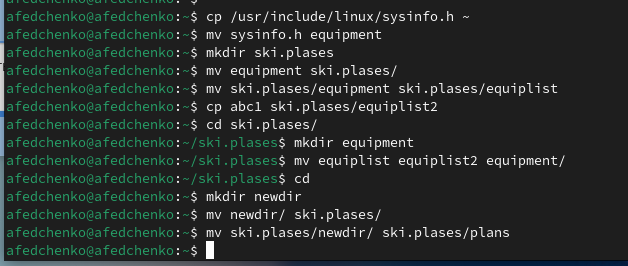 afedchenko@afedchenko:~$ cp /usr/include/linux/sysinfo.h ~
afedchenko@afedchenko:~$ mv sysinfo.h equipment
afedchenko@afedchenko:~$ mkdir ski.plases
afedchenko@afedchenko:~$ mv equipment ski.plases/
afedchenko@afedchenko:~$ mv ski.plases/equipment ski.plases/equiplist
afedchenko@afedchenko:~$ cp abc1 ski.plases/equiplist2
afedchenko@afedchenko:~$ cd ski.plases/
afedchenko@afedchenko:~/ski.plases$ mkdir equipment
afedchenko@afedchenko:~/ski.plases$ mv equiplist equiplist2 equipment/
afedchenko@afedchenko:~/ski.plases$ cd
afedchenko@afedchenko:~$ mkdir newdir
afedchenko@afedchenko:~$ mv newdir/ ski.plases/
afedchenko@afedchenko:~$ mv ski.plases/newdir/ ski.plases/plans
afedchenko@afedchenko:~$